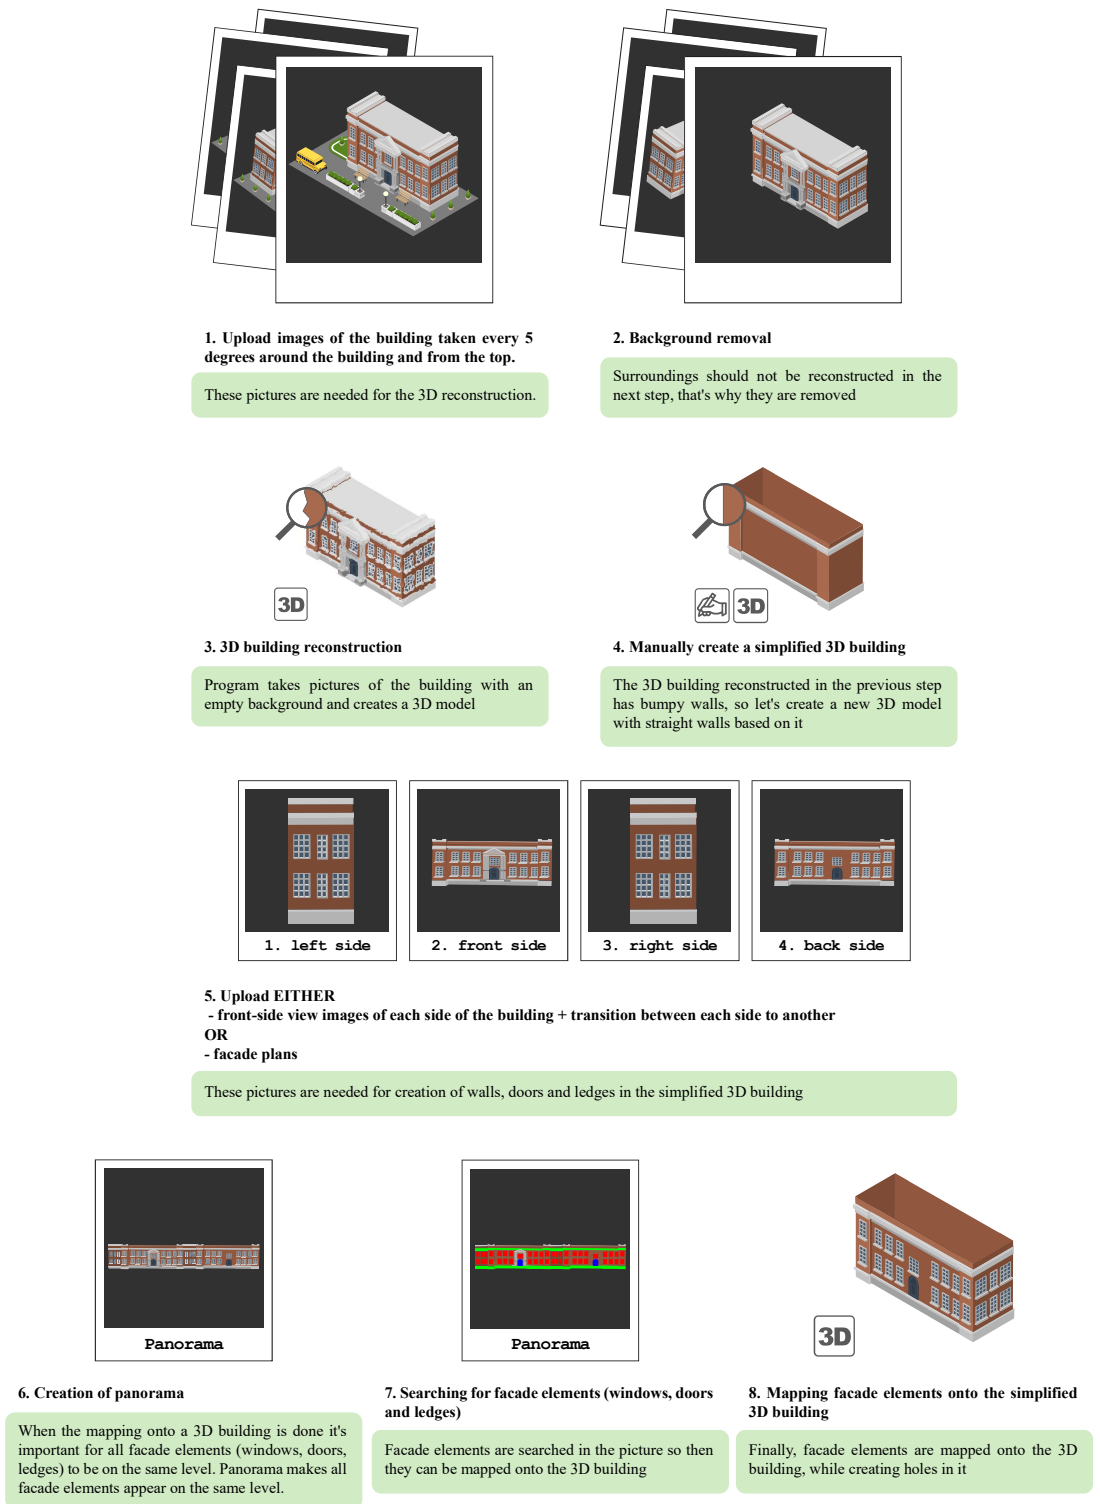 1. Upload images of the building taken every 5
degrees around the building and from the top.
These pictures are needed for the 3D reconstruction.
2. Background removal
Surroundings should not be reconstructed in the
next step, that's why they are removed
3D
3. 3D building reconstruction
Program takes pictures of the building with an
empty background and creates a 3D model
3D
4. Manually create a simplified 3D building
The 3D building reconstructed in the previous step
has bumpy walls, so let's create a new 3D model
with straight walls based on it
1. left side
2. front side
3. right side
4. back side
5. Upload EITHER
- front-side view images of each side of the building + transition between each side to another
OR
- facade plans
These pictures are needed for creation of walls, doors and ledges in the simplified 3D building
Panorama
6. Creation of panorama
When the mapping onto a 3D building is done it's
important for all facade elements (windows, doors,
ledges) to be on the same level. Panorama makes all
facade elements appear on the same level.
Panorama
7. Searching for facade elements (windows, doors
and ledges)
Facade elements are searched in the picture so then
they can be mapped onto the 3D building
3D
8. Mapping facade elements onto the simplified
3D building
Finally, facade elements are mapped onto the 3D
building, while creating holes in it